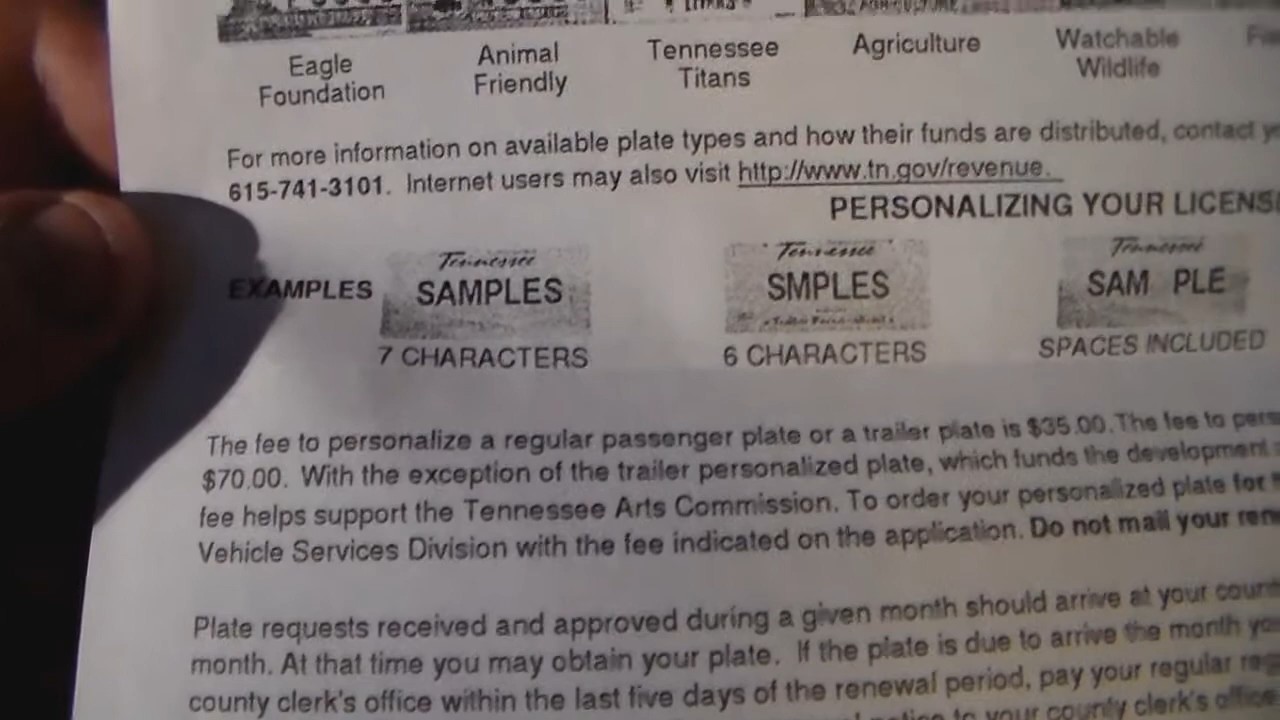 Eagle Foundation
Animal Friendly
Tennessee Titans
Agriculture
Watchable Wildlife
For more information on available plate types and how their funds are distributed, contact
615-741-3101. Internet users may also visit http://www.tn.gov/revenue.
PERSONALIZING YOUR
EXAMPLES
Tennessee
SAMPLES
7 CHARACTERS
Tennessee
SMPLES
6 CHARACTERS
Tennessee
SAM PLE
SPACES INCLUDED
The fee to personalize a regular passenger plate or a trailer plate is $35.00. The fee to
$70.00. With the exception of the trailer personalized plate, which funds the development
fee helps support the Tennessee Arts Commission. To order your personalized plate for
Vehicle Services Division with the fee indicated on the application. Do not mail your
Plate requests received and approved during a given month should arrive at your
month. At that time you may obtain your plate. If the plate is due to arrive the month
county clerk's office within the last five days of the renewal period, pay your regular
to your county clerk's office